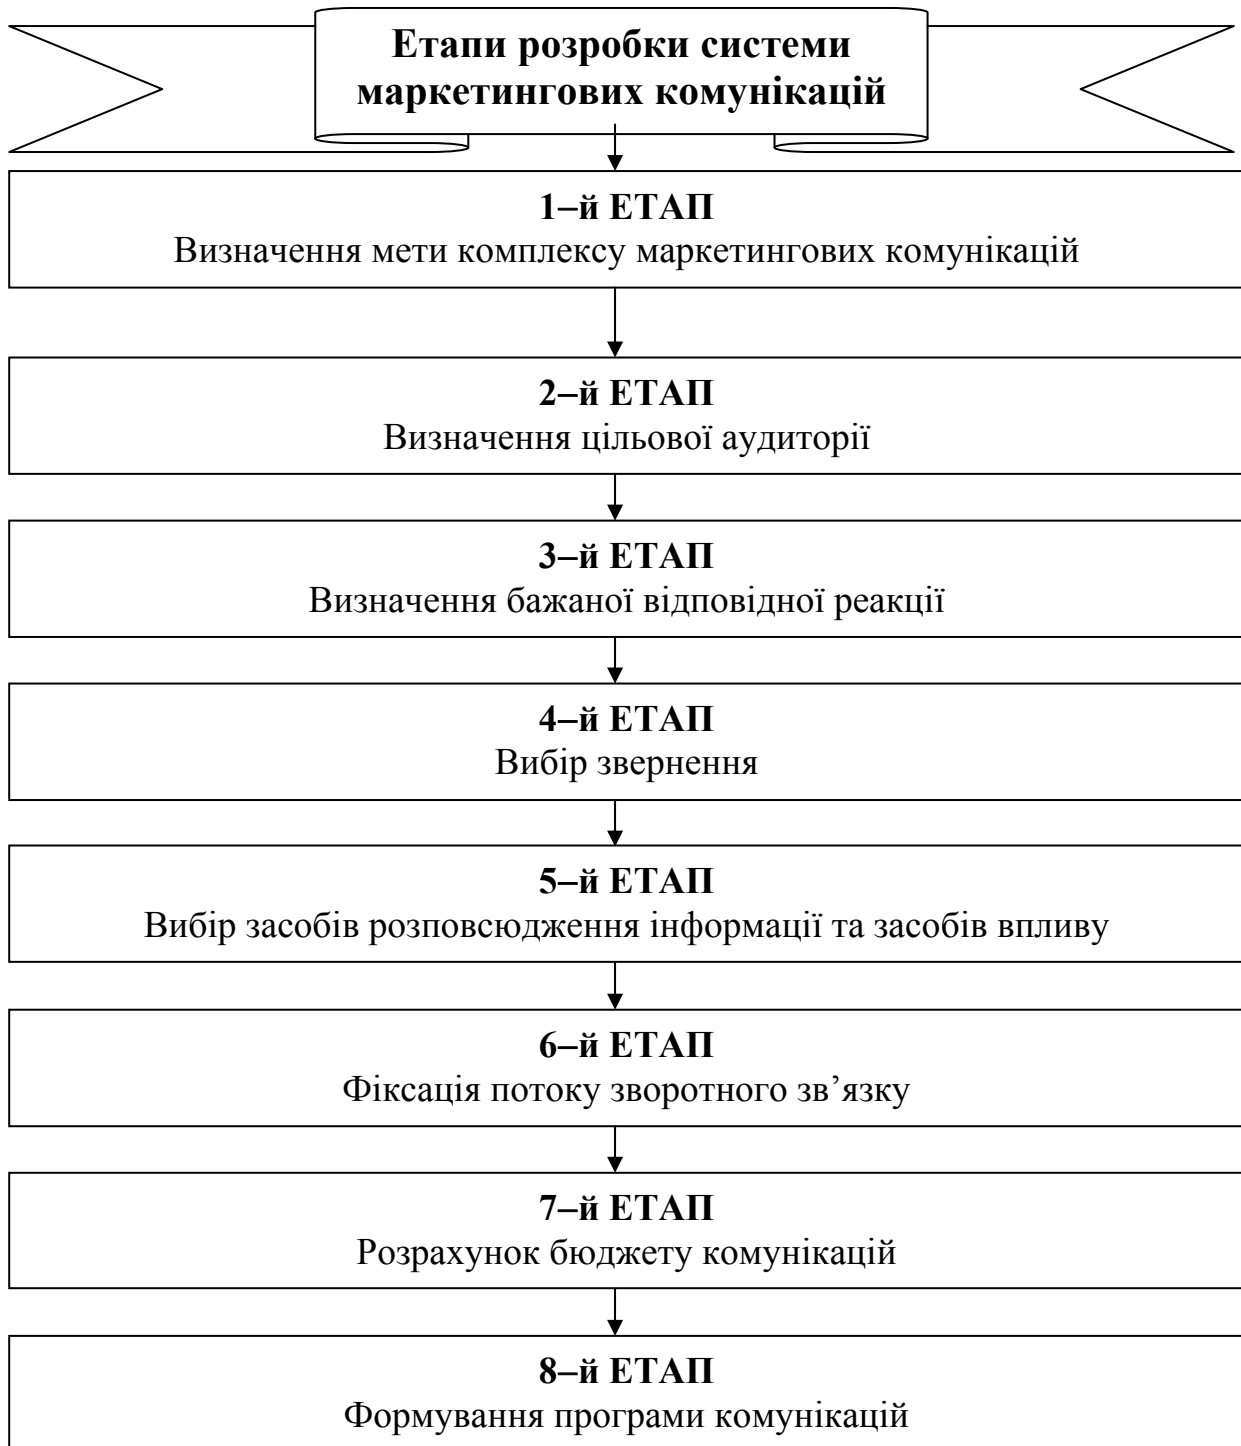 Етапи розробки системи
маркетингових комунікацій
1–й ЕТАП
Визначення мети комплексу маркетингових комунікацій
2–й ЕТАП
Визначення цільової аудиторії
3–й ЕТАП
Визначення бажаної відповідної реакції
4–й ЕТАП
Вибір звернення
5–й ЕТАП
Вибір засобів розповсюдження інформації та засобів впливу
6–й ЕТАП
Фіксація потоку зворотного зв’язку
7–й ЕТАП
Розрахунок бюджету комунікацій
8–й ЕТАП
Формування програми комунікацій